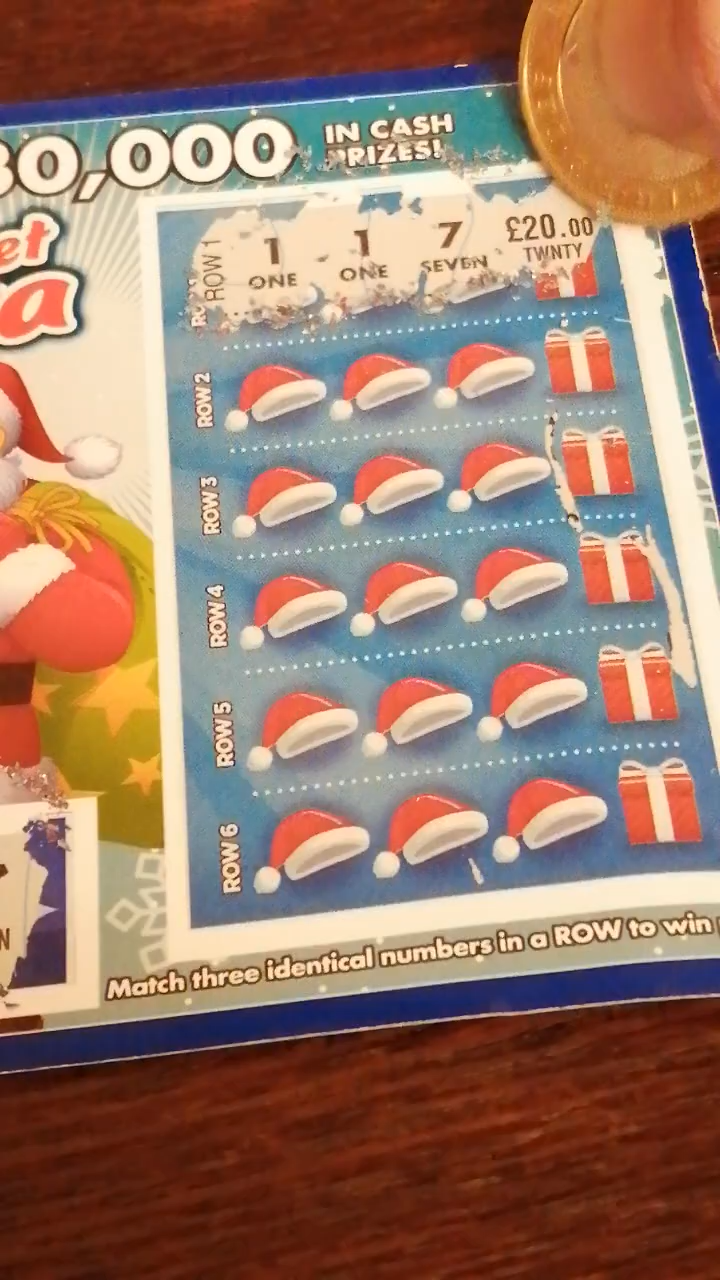 30,000 IN CASH
PRIZES!
et
a
ROW 1 1 1 7 £20.00
ONE ONE SEVEN TWNTY
ROW 2
ROW 3
ROW 4
ROW 5
ROW 6
N
Match three identical numbers in a ROW to win